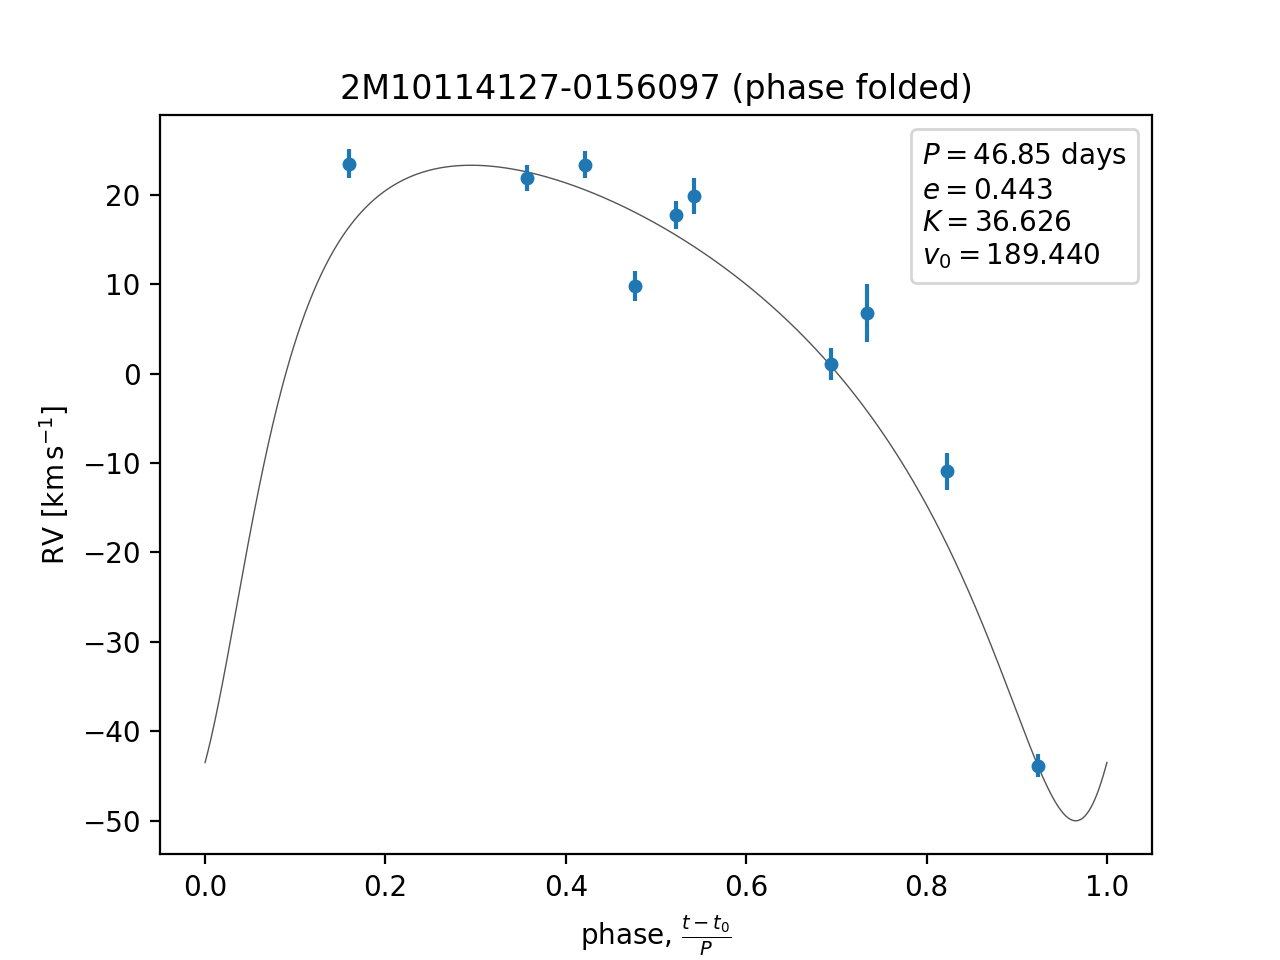 2M10114127-0156097 (phase folded)
P = 46.85 days
e = 0.443
K = 36.626
v₀ = 189.440
20
10
0
−10
−20
−30
−40
−50
RV [km s⁻¹]
0.0 0.2 0.4 0.6 0.8 1.0
phase, (t − t₀)/P